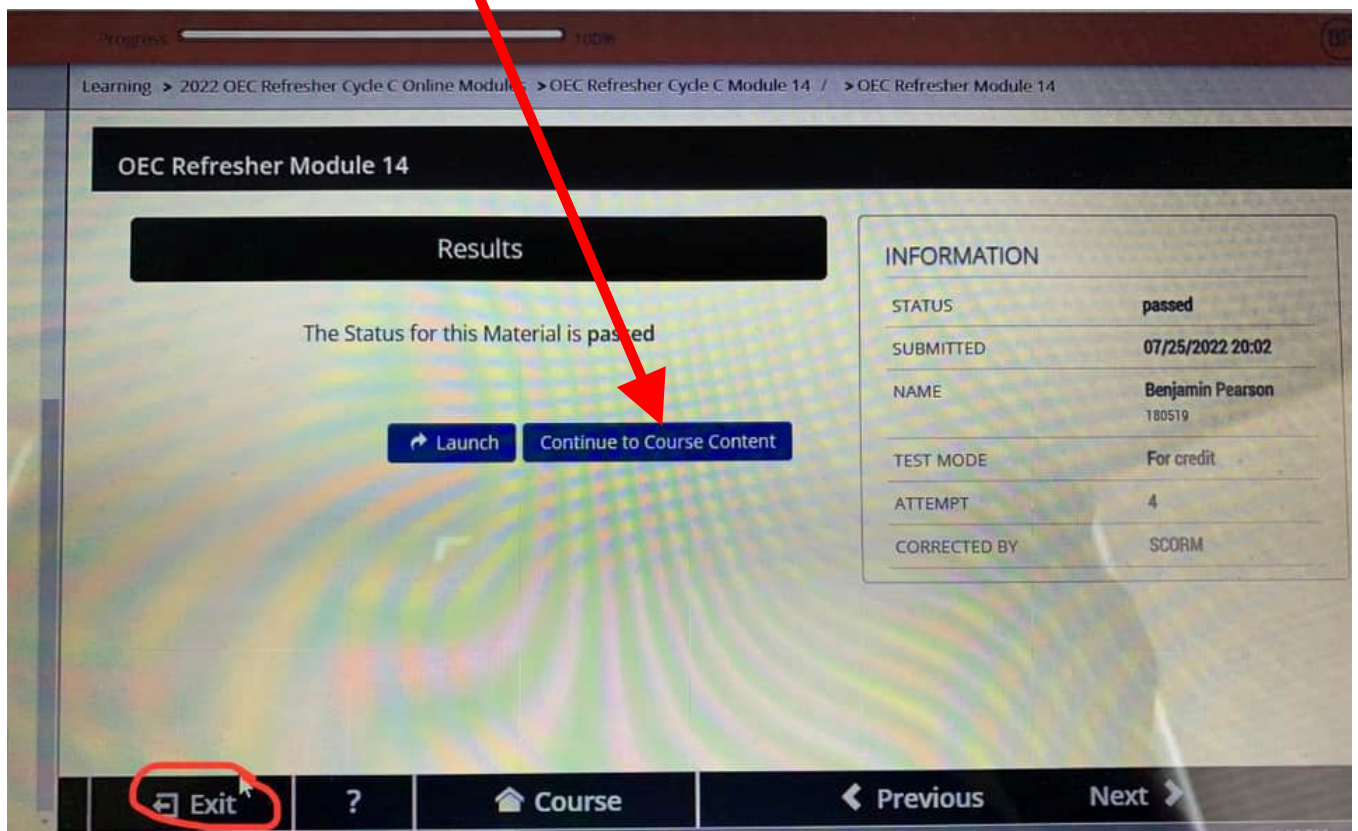 Progress 100%
Learning > 2022 OEC Refresher Cycle C Online Modules > OEC Refresher Cycle C Module 14 / > OEC Refresher Module 14
OEC Refresher Module 14
Results
The Status for this Material is passed
Launch
Continue to Course Content
INFORMATION
STATUS passed
SUBMITTED 07/25/2022 20:02
NAME Benjamin Pearson
180519
TEST MODE For credit
ATTEMPT 4
CORRECTED BY SCORM
Exit ? Course Previous Next